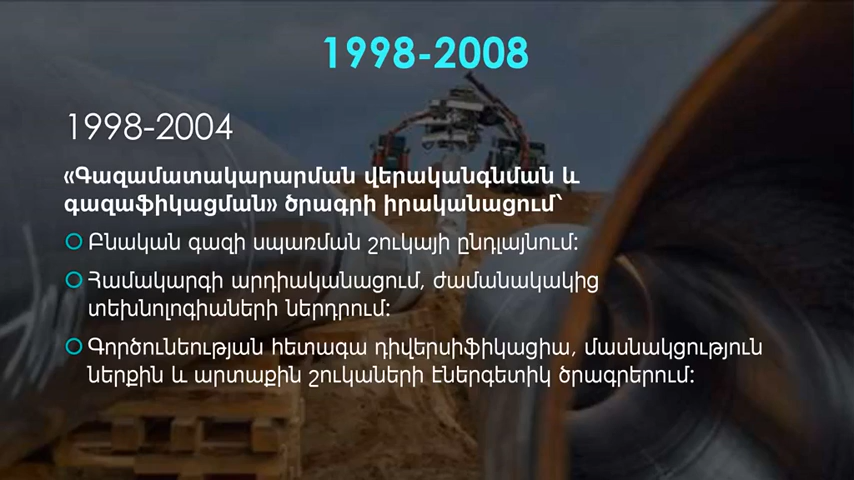 1998-2008
1998-2004
«Գազամատակարարման վերականգնման և
գազաֆիկացման» ծրագրի իրականացում՝
Բնական գազի սպառման շուկայի ընդլայնում:
Համակարգի արդիականացում, ժամանակակից
տեխնոլոգիաների ներդրում:
Գործունեության հետագա դիվերսիֆիկացիա, մասնակցություն
ներքին և արտաքին շուկաների էներգետիկ ծրագրերում: